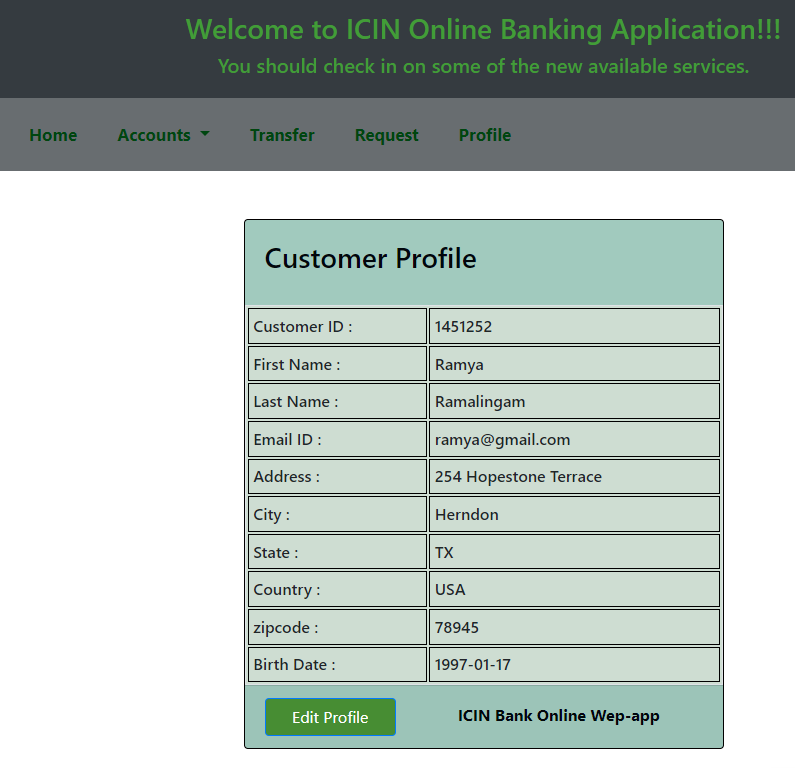 Welcome to ICIN Online Banking Application!!!
You should check in on some of the new available services.
Home Accounts Transfer Request Profile
Customer Profile
Customer ID : 1451252
First Name : Ramya
Last Name : Ramalingam
Email ID : ramya@gmail.com
Address : 254 Hopestone Terrace
City : Herndon
State : TX
Country : USA
zipcode : 78945
Birth Date : 1997-01-17
Edit Profile ICIN Bank Online Wep-app